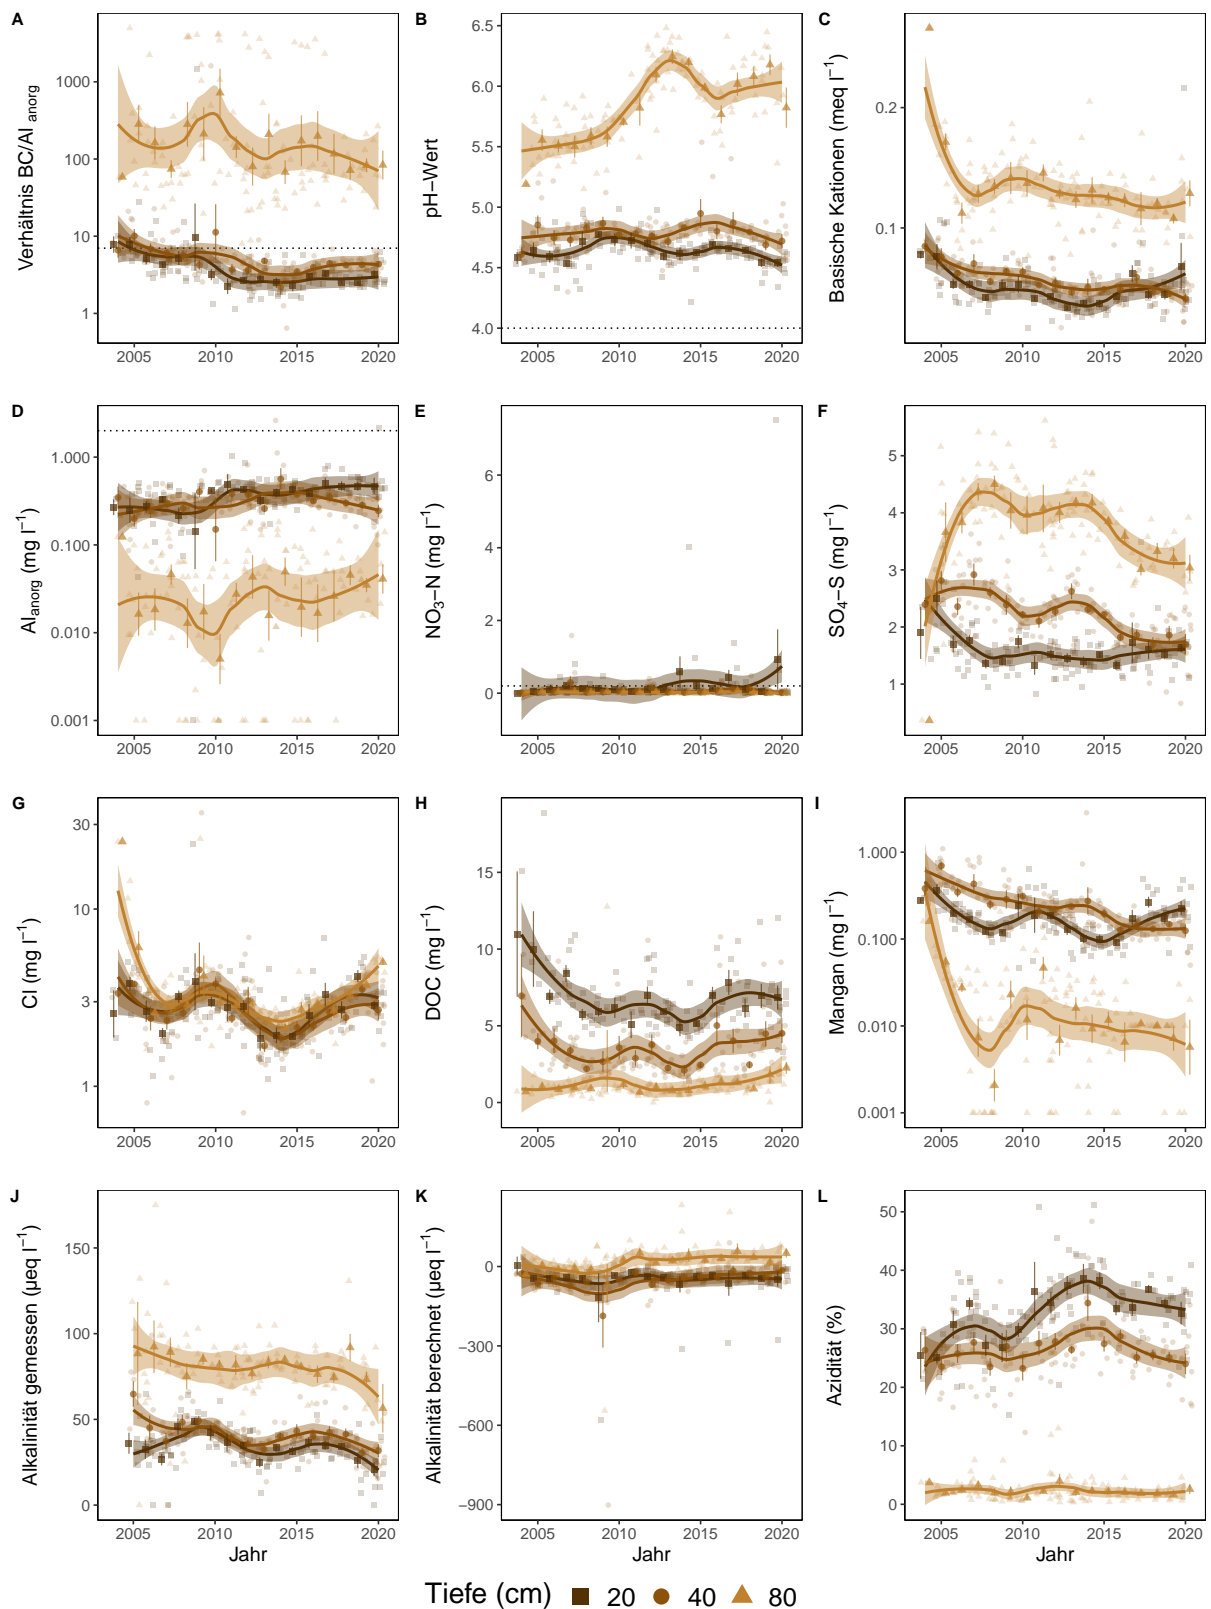 A
Verhältnis BC/Al anorg
1000
100
10
1
2005 2010 2015 2020
B
pH−Wert
6.5
6.0
5.5
5.0
4.5
4.0
2005 2010 2015 2020
C
Basische Kationen (meq l−1)
0.2
0.1
2005 2010 2015 2020
D
Alanorg (mg l−1)
1.000
0.100
0.010
0.001
2005 2010 2015 2020
E
NO3−N (mg l−1)
6
4
2
0
2005 2010 2015 2020
F
SO4−S (mg l−1)
5
4
3
2
1
2005 2010 2015 2020
G
Cl (mg l−1)
30
10
3
1
2005 2010 2015 2020
H
DOC (mg l−1)
15
10
5
0
2005 2010 2015 2020
I
Mangan (mg l−1)
1.000
0.100
0.010
0.001
2005 2010 2015 2020
J
Alkalinität gemessen (µeq l−1)
150
100
50
0
2005 2010 2015 2020
Jahr
K
Alkalinität berechnet (µeq l−1)
0
−300
−600
−900
2005 2010 2015 2020
Jahr
L
Azidität (%)
50
40
30
20
10
0
2005 2010 2015 2020
Jahr
Tiefe (cm) 20 40 80